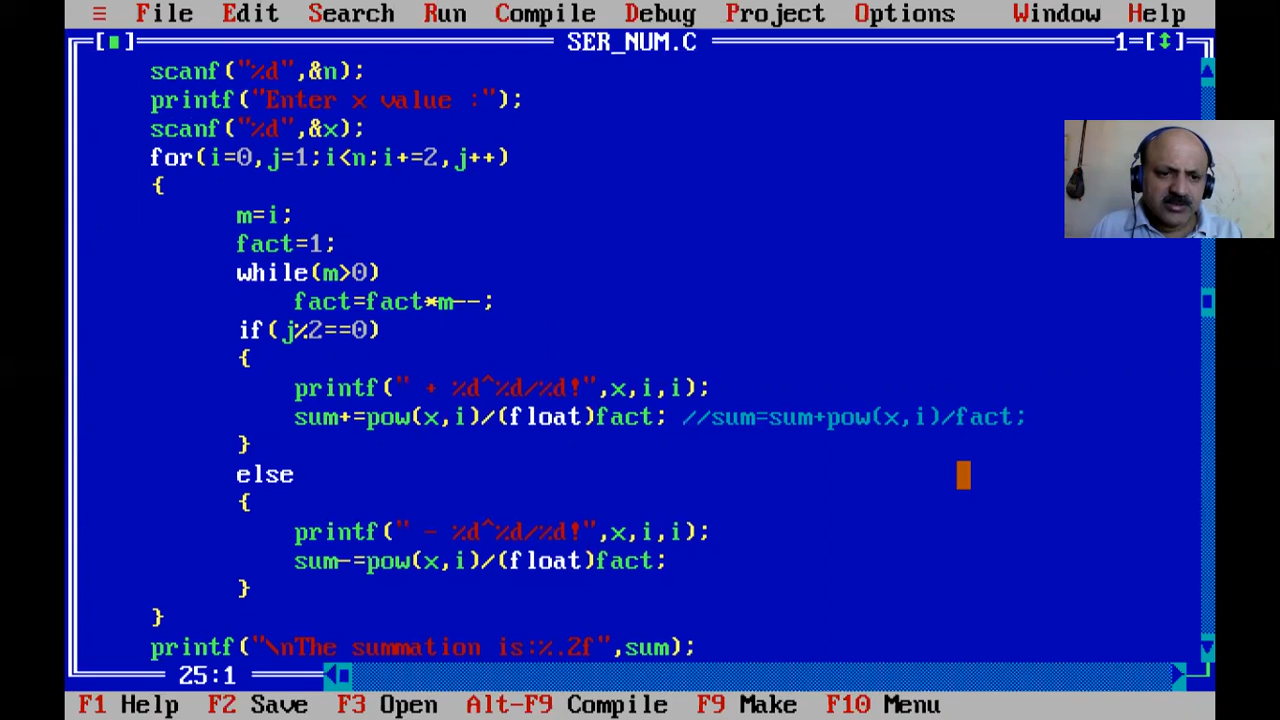 ≡ File Edit Search Run Compile Debug Project Options Window Help
[■] SER_NUM.C 1=[↕]
scanf("%d",&n);
printf("Enter x value :");
scanf("%d",&x);
for(i=0,j=1;i<n;i+=2,j++)
{
m=i;
fact=1;
while(m>0)
fact=fact*m--;
if(j%2==0)
{
printf(" + %d^%d/%d!",x,i,i);
sum+=pow(x,i)/(float)fact; //sum=sum+pow(x,i)/fact;
}
else
{
printf(" - %d^%d/%d!",x,i,i);
sum-=pow(x,i)/(float)fact;
}
}
printf("\nThe summation is:%.2f",sum);
25:1
F1 Help F2 Save F3 Open Alt-F9 Compile F9 Make F10 Menu